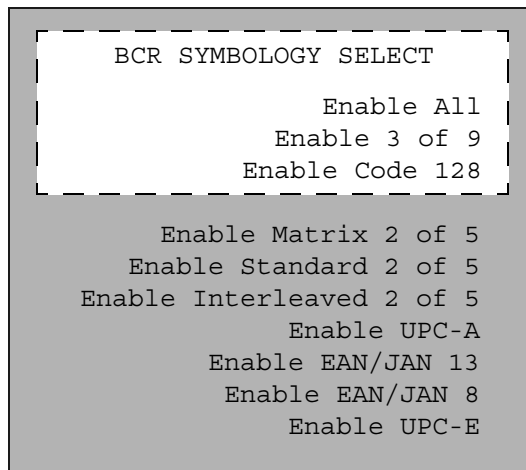 BCR SYMBOLOGY SELECT
Enable All
Enable 3 of 9
Enable Code 128
Enable Matrix 2 of 5
Enable Standard 2 of 5
Enable Interleaved 2 of 5
Enable UPC-A
Enable EAN/JAN 13
Enable EAN/JAN 8
Enable UPC-E